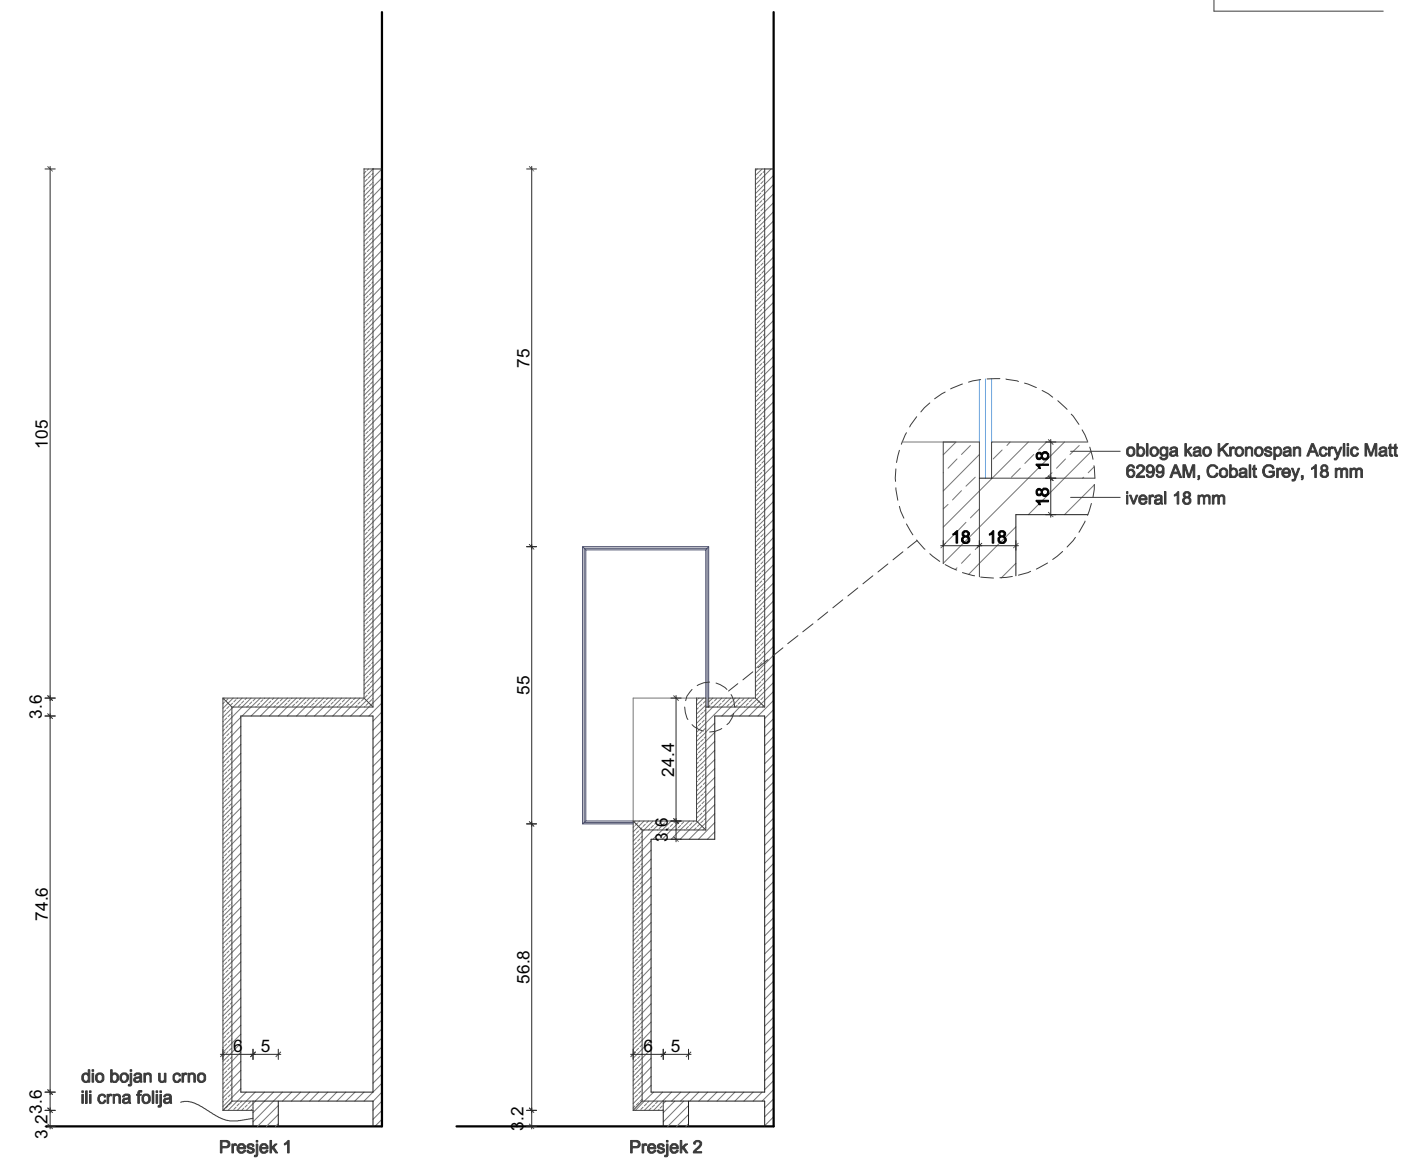 105
3.6
74.6
3.6
3.2
6
5
dio bojan u crno
ili crna folija
Presjek 1
75
55
24.4
3.6
56.8
6
5
3.2
Presjek 2
18
18
18
18
obloga kao Kronospan Acrylic Matt
6299 AM, Cobalt Grey, 18 mm
iveral 18 mm